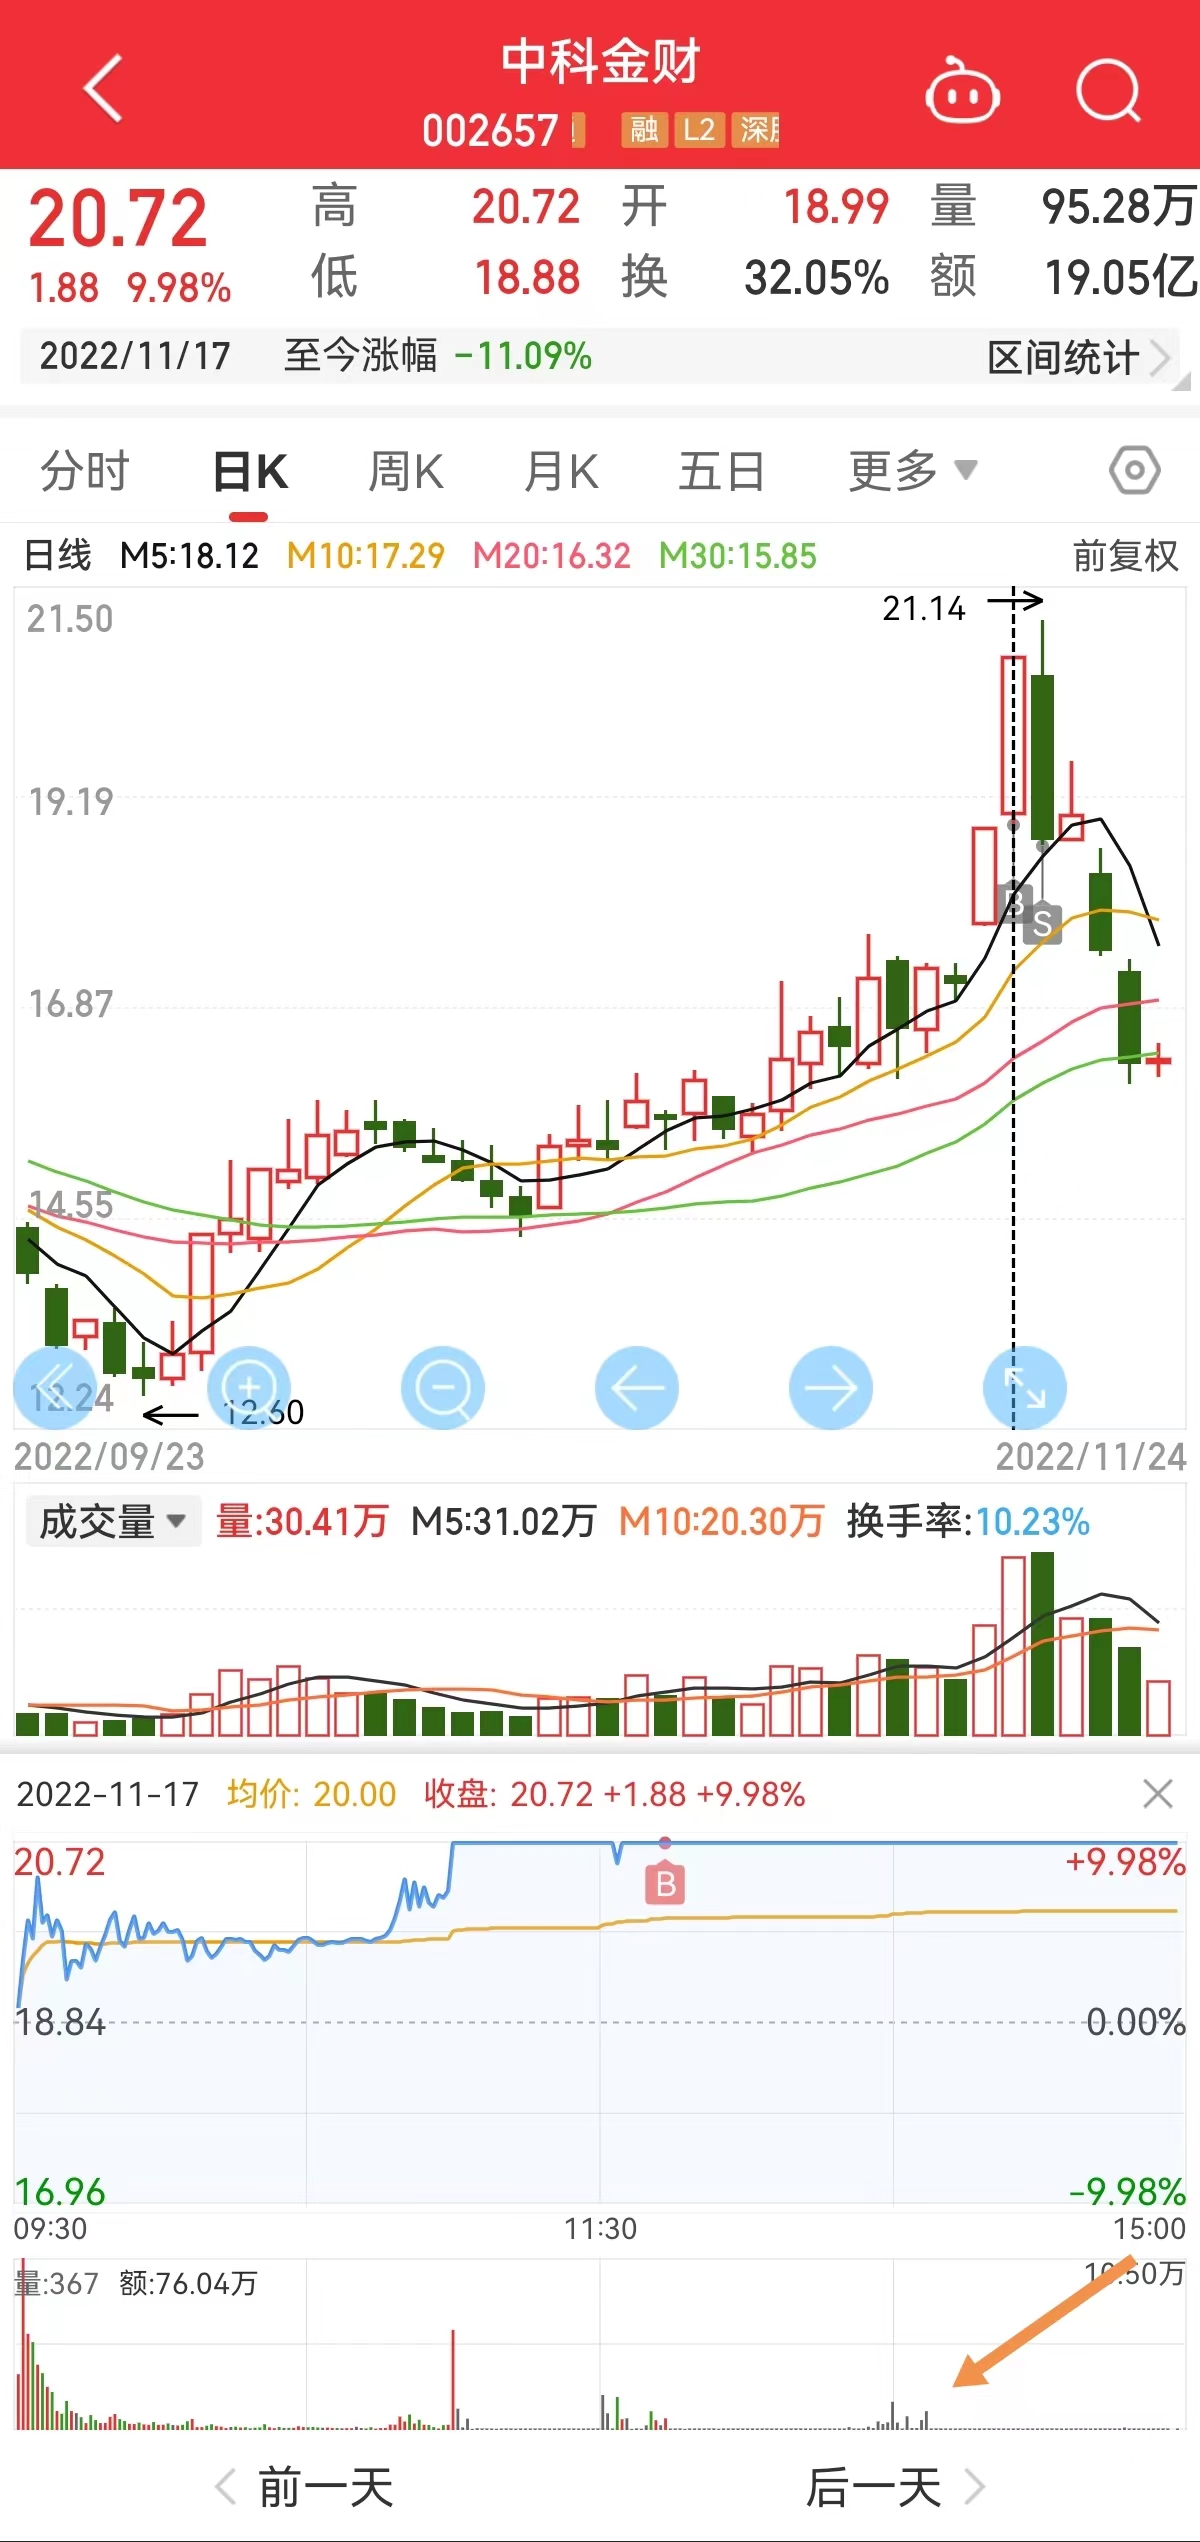 中科金财
002657 融 L2 深
20.72 高 20.72 开 18.99 量 95.28万
1.88 9.98% 低 18.88 换 32.05% 额 19.05亿
2022/11/17 至今涨幅 -11.09% 区间统计
分时 日K 周K 月K 五日 更多
日线 M5:18.12 M10:17.29 M20:16.32 M30:15.85 前复权
21.50
21.14
19.19
B
S
16.87
14.55
12.24
12.60
2022/09/23 2022/11/24
成交量 量:30.41万 M5:31.02万 M10:20.30万 换手率:10.23%
2022-11-17 均价: 20.00 收盘: 20.72 +1.88 +9.98%
20.72 +9.98%
B
18.84 0.00%
16.96 -9.98%
09:30 11:30 15:00
量:367 额:76.04万
前一天 后一天